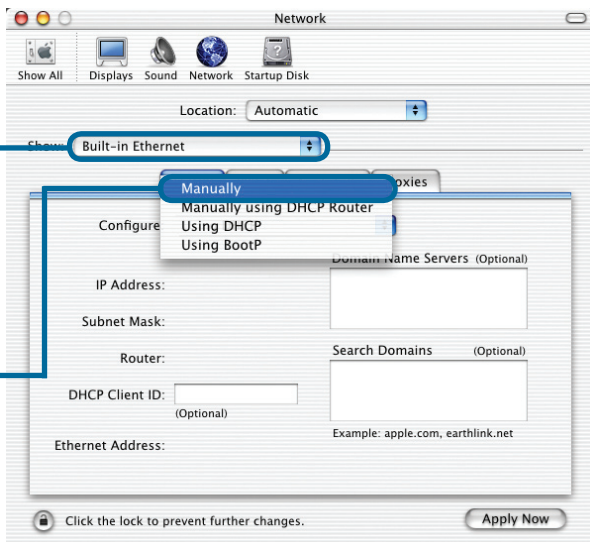 Network
Show All Displays Sound Network Startup Disk
Location: Automatic
Show: Built-in Ethernet
Proxies
Manually
Manually using DHCP Router
Using DHCP
Using BootP
Configure
Domain Name Servers (Optional)
IP Address:
Subnet Mask:
Router:
Search Domains (Optional)
DHCP Client ID:
(Optional)
Example: apple.com, earthlink.net
Ethernet Address:
Click the lock to prevent further changes.
Apply Now